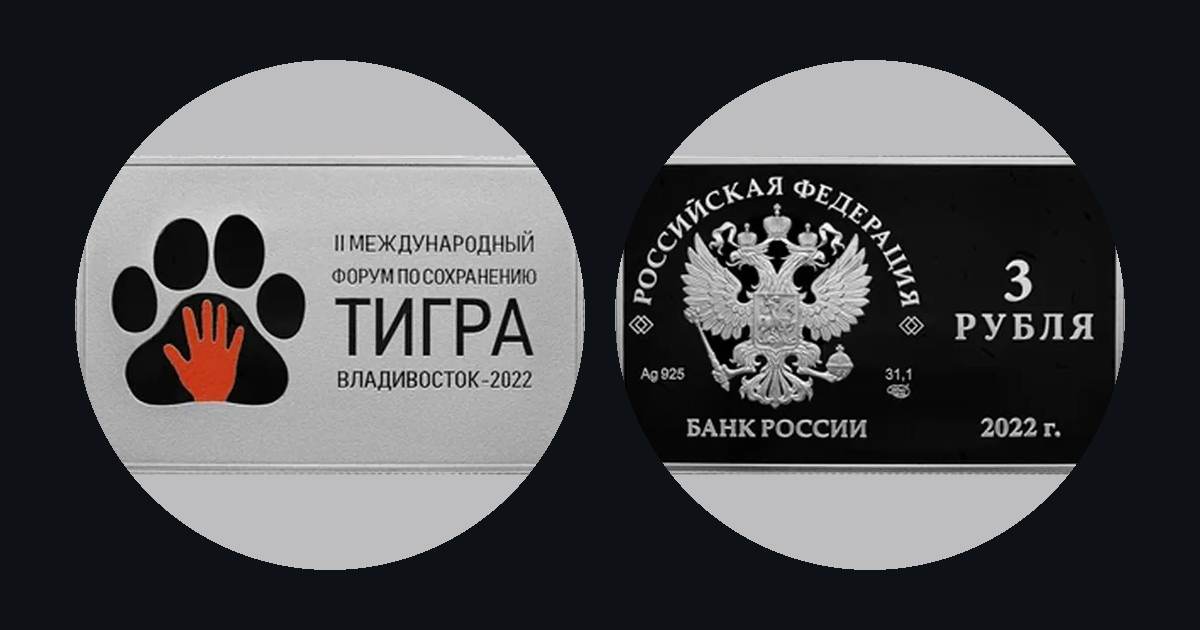 II МЕЖДУНАРОДНЫЙ
ФОРУМ ПО СОХРАНЕНИЮ
ТИГРА
ВЛАДИВОСТОК-2022
РОССИЙСКАЯ ФЕДЕРАЦИЯ
3
РУБЛЯ
Ag 925
31,1
БАНК РОССИИ
2022 г.